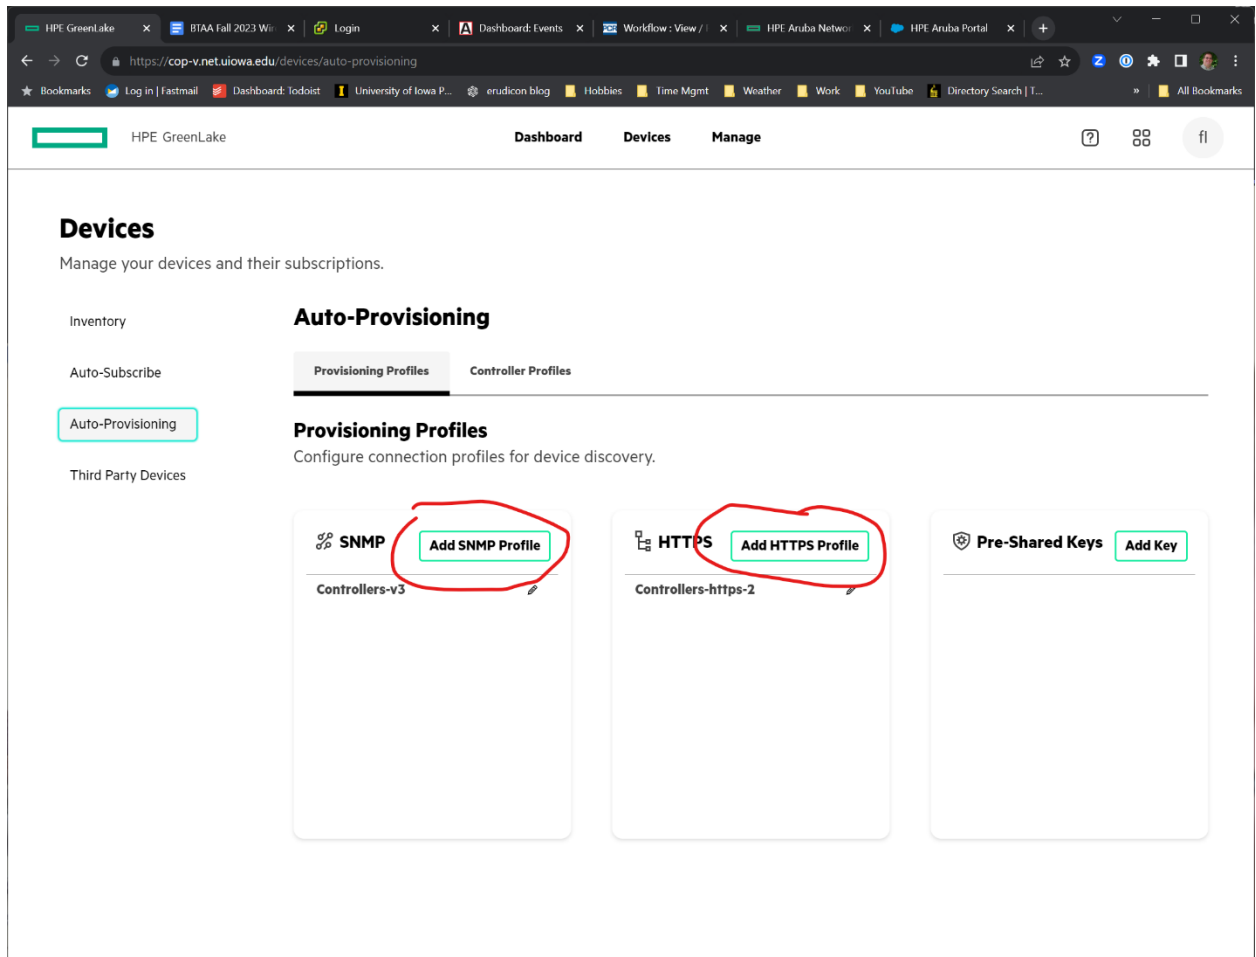 HPE GreenLake
BTAA Fall 2023 Wir
Login
Dashboard: Events
Workflow : View /
HPE Aruba Networ
HPE Aruba Portal
https://cop-v.net.uiowa.edu/devices/auto-provisioning
Bookmarks
Log in | Fastmail
Dashboard: Todoist
University of Iowa P...
erudicon blog
Hobbies
Time Mgmt
Weather
Work
YouTube
Directory Search | T...
»
All Bookmarks
HPE GreenLake
Dashboard
Devices
Manage
fl
Devices
Manage your devices and their subscriptions.
Inventory
Auto-Subscribe
Auto-Provisioning
Third Party Devices
Auto-Provisioning
Provisioning Profiles
Controller Profiles
Provisioning Profiles
Configure connection profiles for device discovery.
SNMP
Add SNMP Profile
Controllers-v3
HTTPS
Add HTTPS Profile
Controllers-https-2
Pre-Shared Keys
Add Key